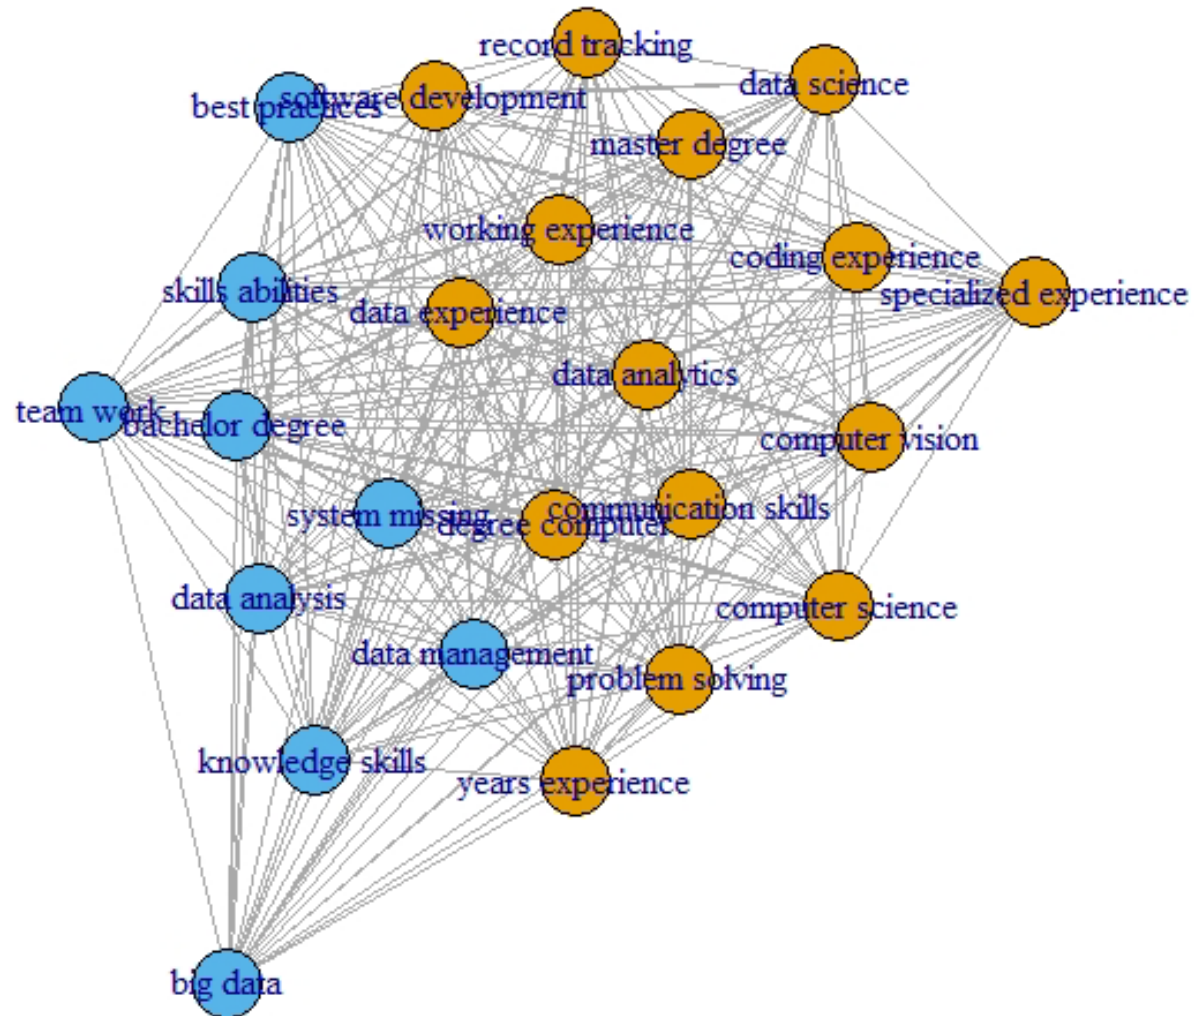 record tracking
data science
software development
best practices
master degree
working experience
coding experience
skills abilities
specialized experience
data experience
data analytics
team work
bachelor degree
computer vision
system missing
communication skills
degree computer
data analysis
computer science
data management
problem solving
knowledge skills
years experience
big data